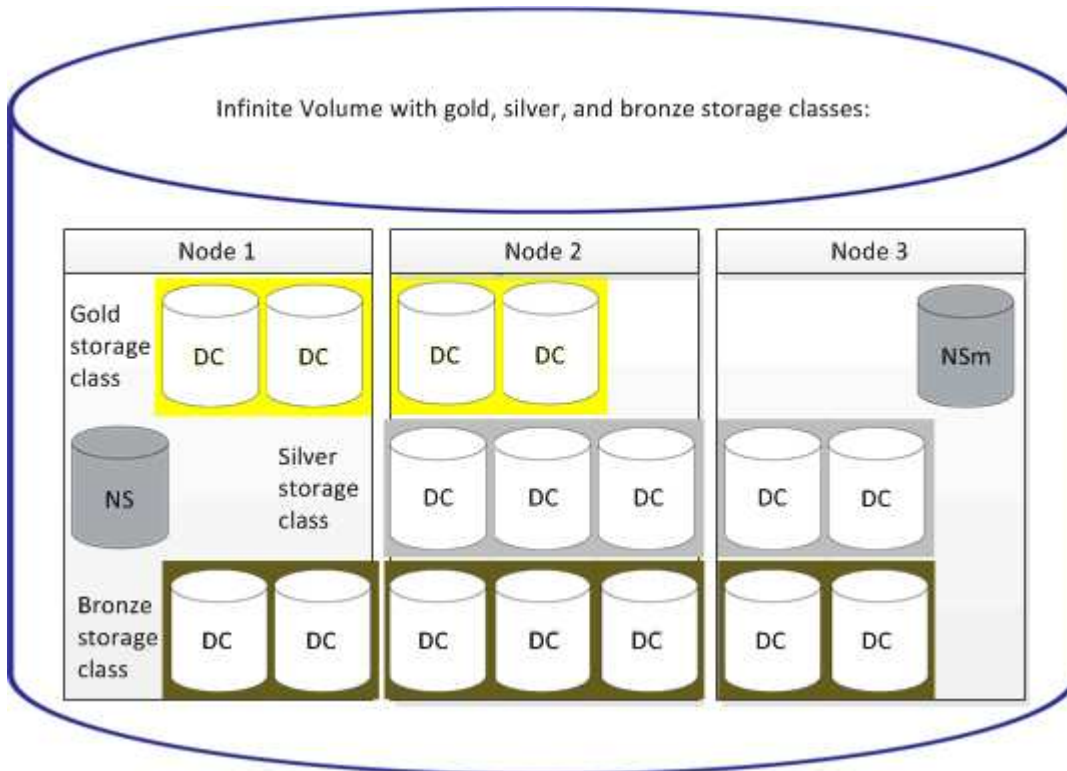 Infinite Volume with gold, silver, and bronze storage classes:
Node 1
Node 2
Node 3
Gold
storage
class
DC
DC
DC
DC
NSm
NS
Silver
storage
class
DC
DC
DC
DC
DC
Bronze
storage
class
DC
DC
DC
DC
DC
DC
DC